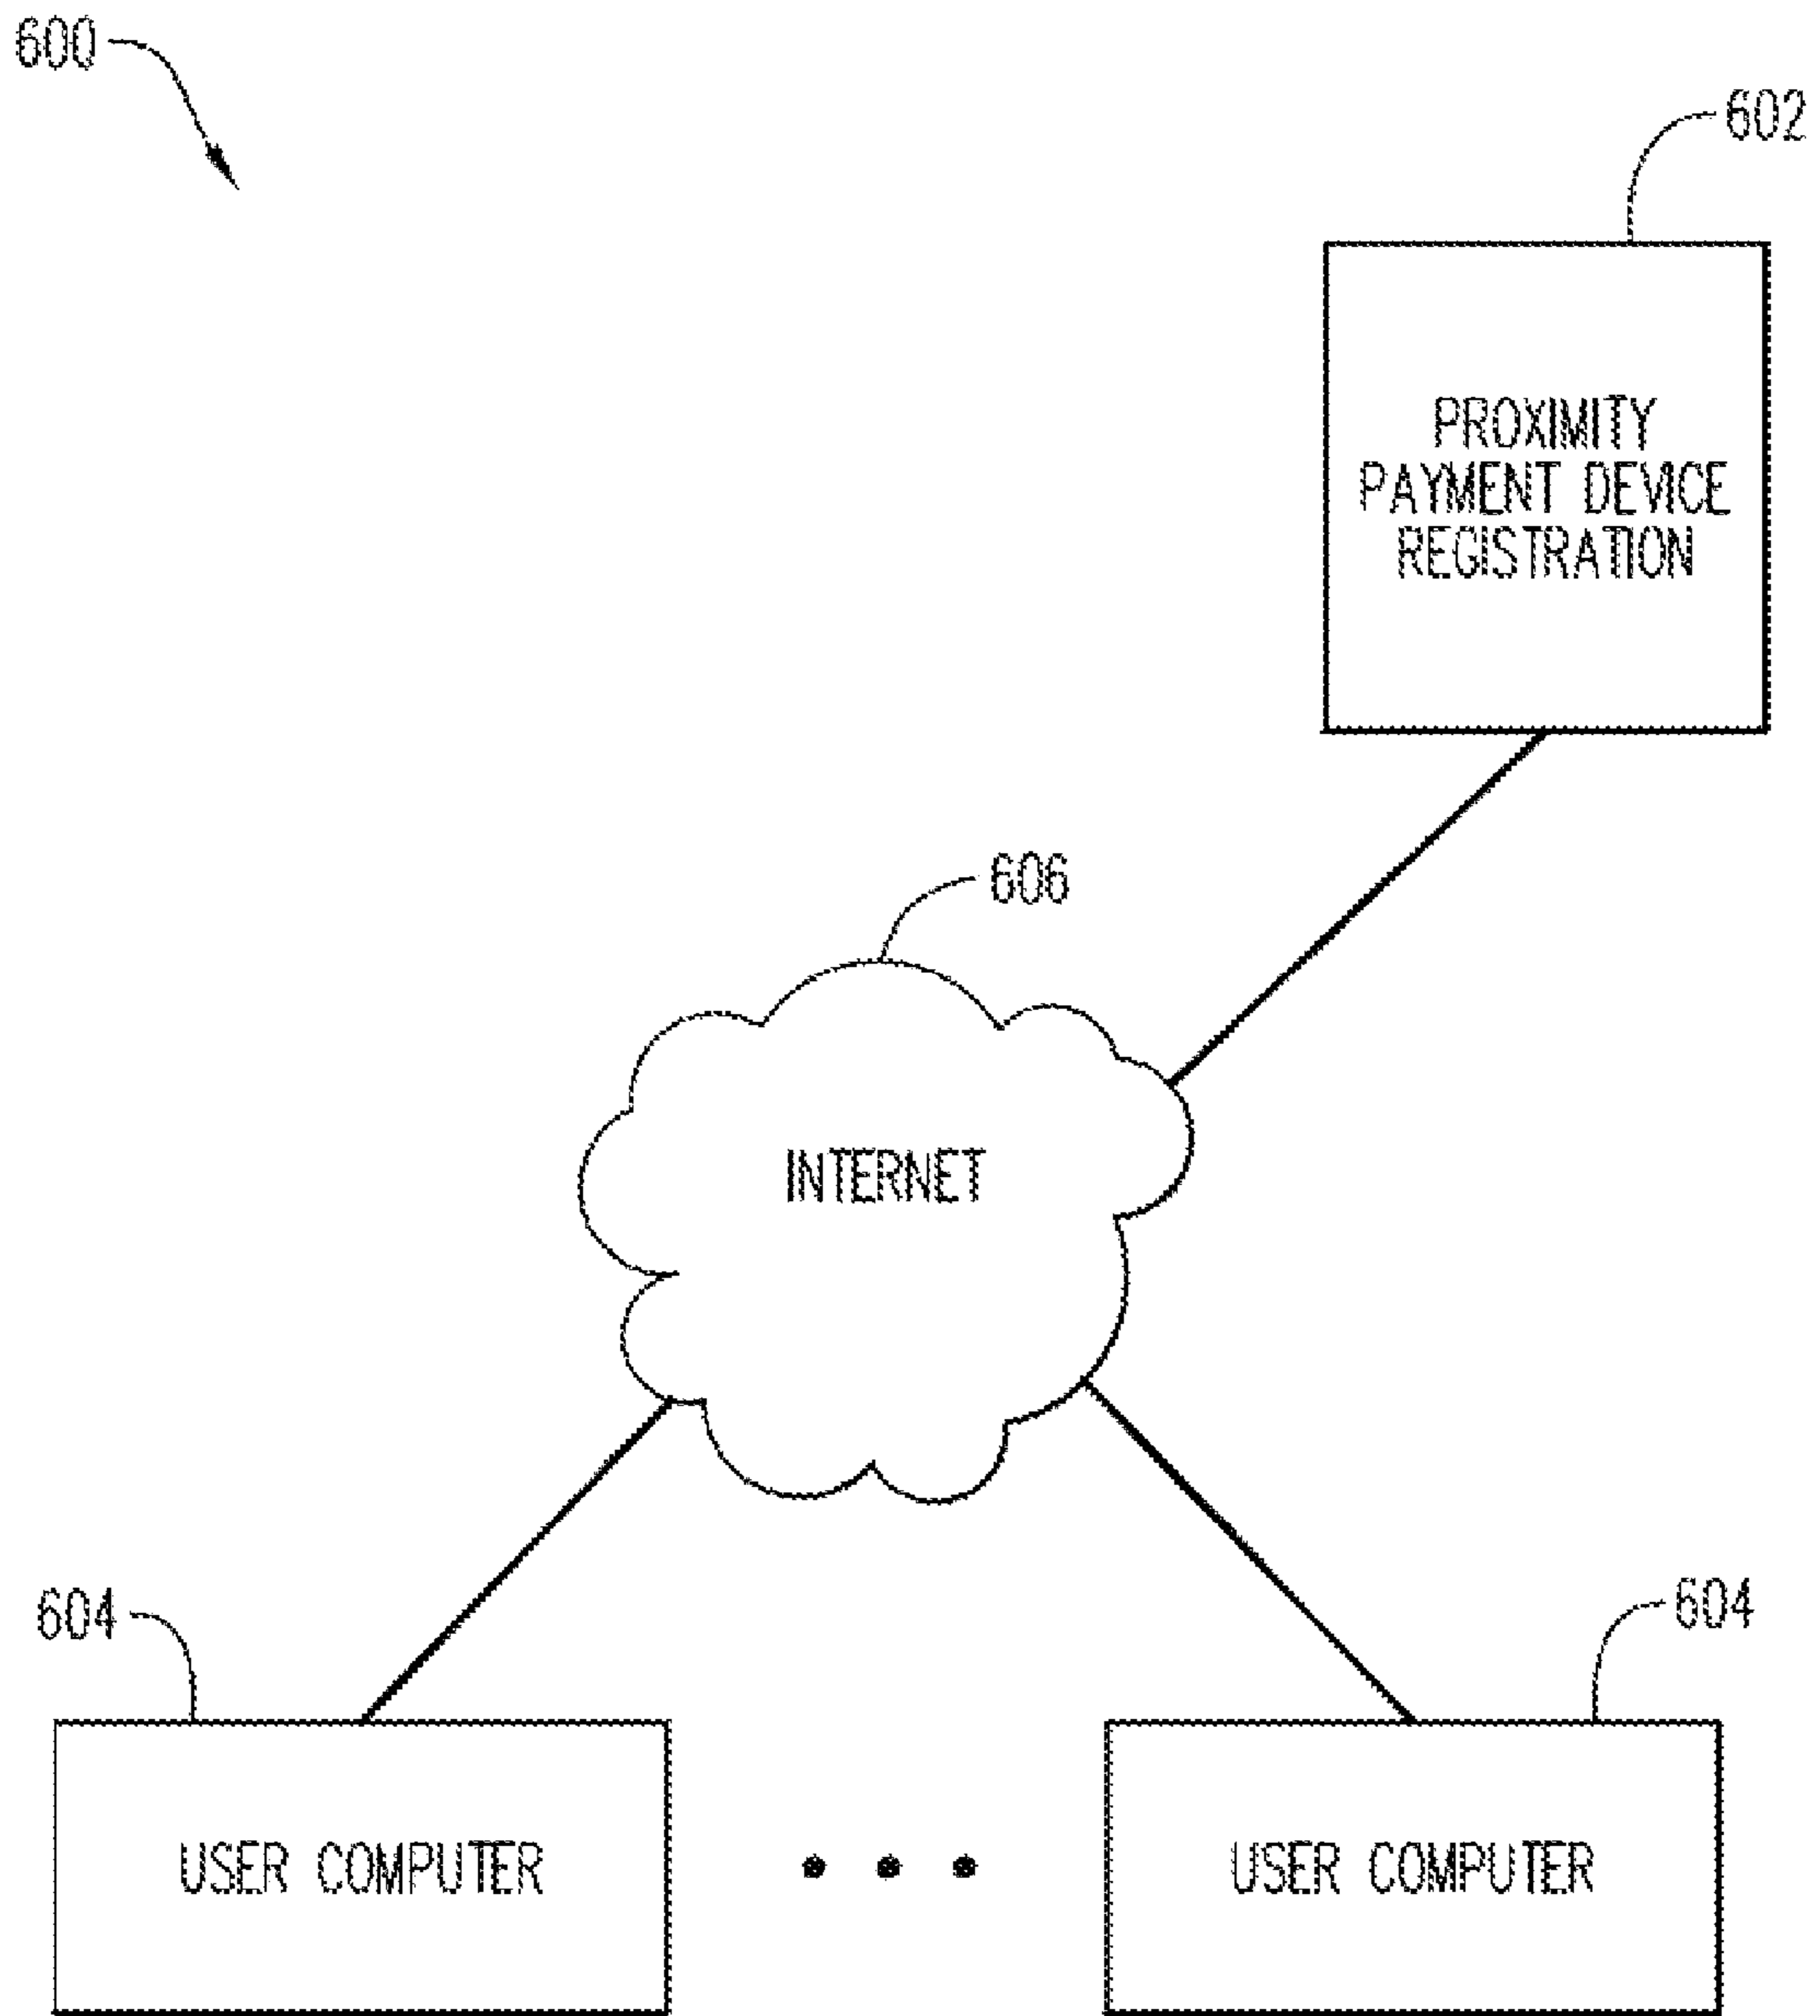 600
602
PROXIMITY
PAYMENT DEVICE
REGISTRATION
606
INTERNET
604
604
USER COMPUTER
USER COMPUTER